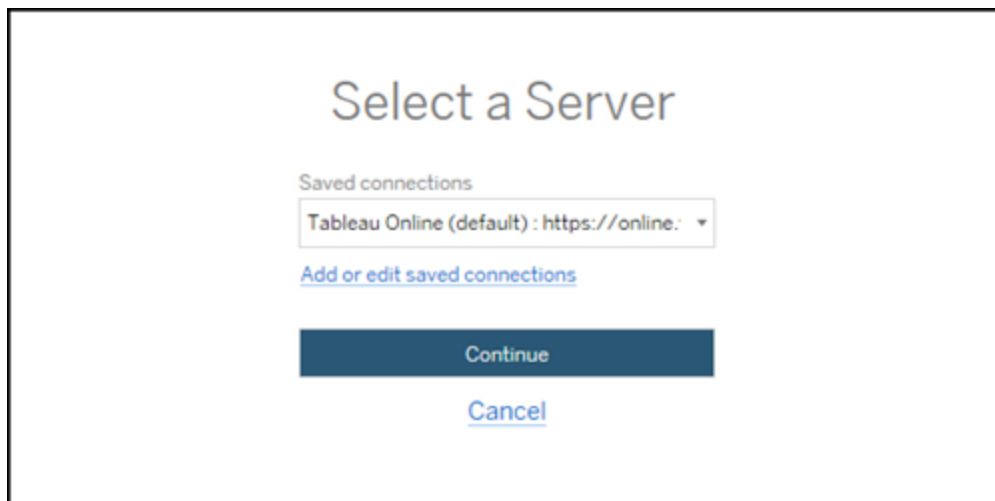 Select a Server
Saved connections
Tableau Online (default) : https://online.
Add or edit saved connections
Continue
Cancel